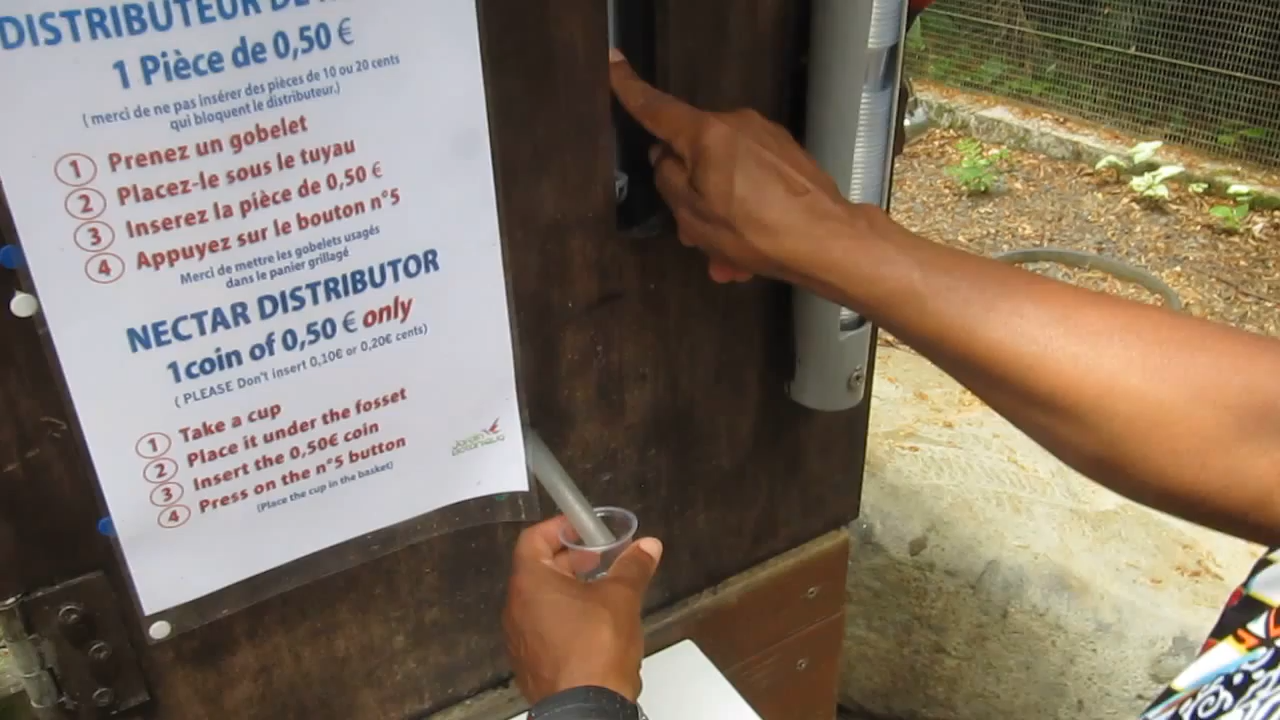 DISTRIBUTEUR DE
1 Pièce de 0,50 €
( merci de ne pas insérer des pièces de 10 ou 20 cents
qui bloquent le distributeur.)
1 Prenez un gobelet
2 Placez-le sous le tuyau
3 Inserez la pièce de 0,50 €
4 Appuyez sur le bouton n°5
Merci de mettre les gobelets usagés
dans le panier grillagé
NECTAR DISTRIBUTOR
1coin of 0,50 € only
( PLEASE Don't insert 0,10€ or 0,20€ cents)
1 Take a cup
2 Place it under the fosset
3 Insert the 0,50€ coin
4 Press on the n°5 button
(Place the cup in the basket)
Jardin
Botanique